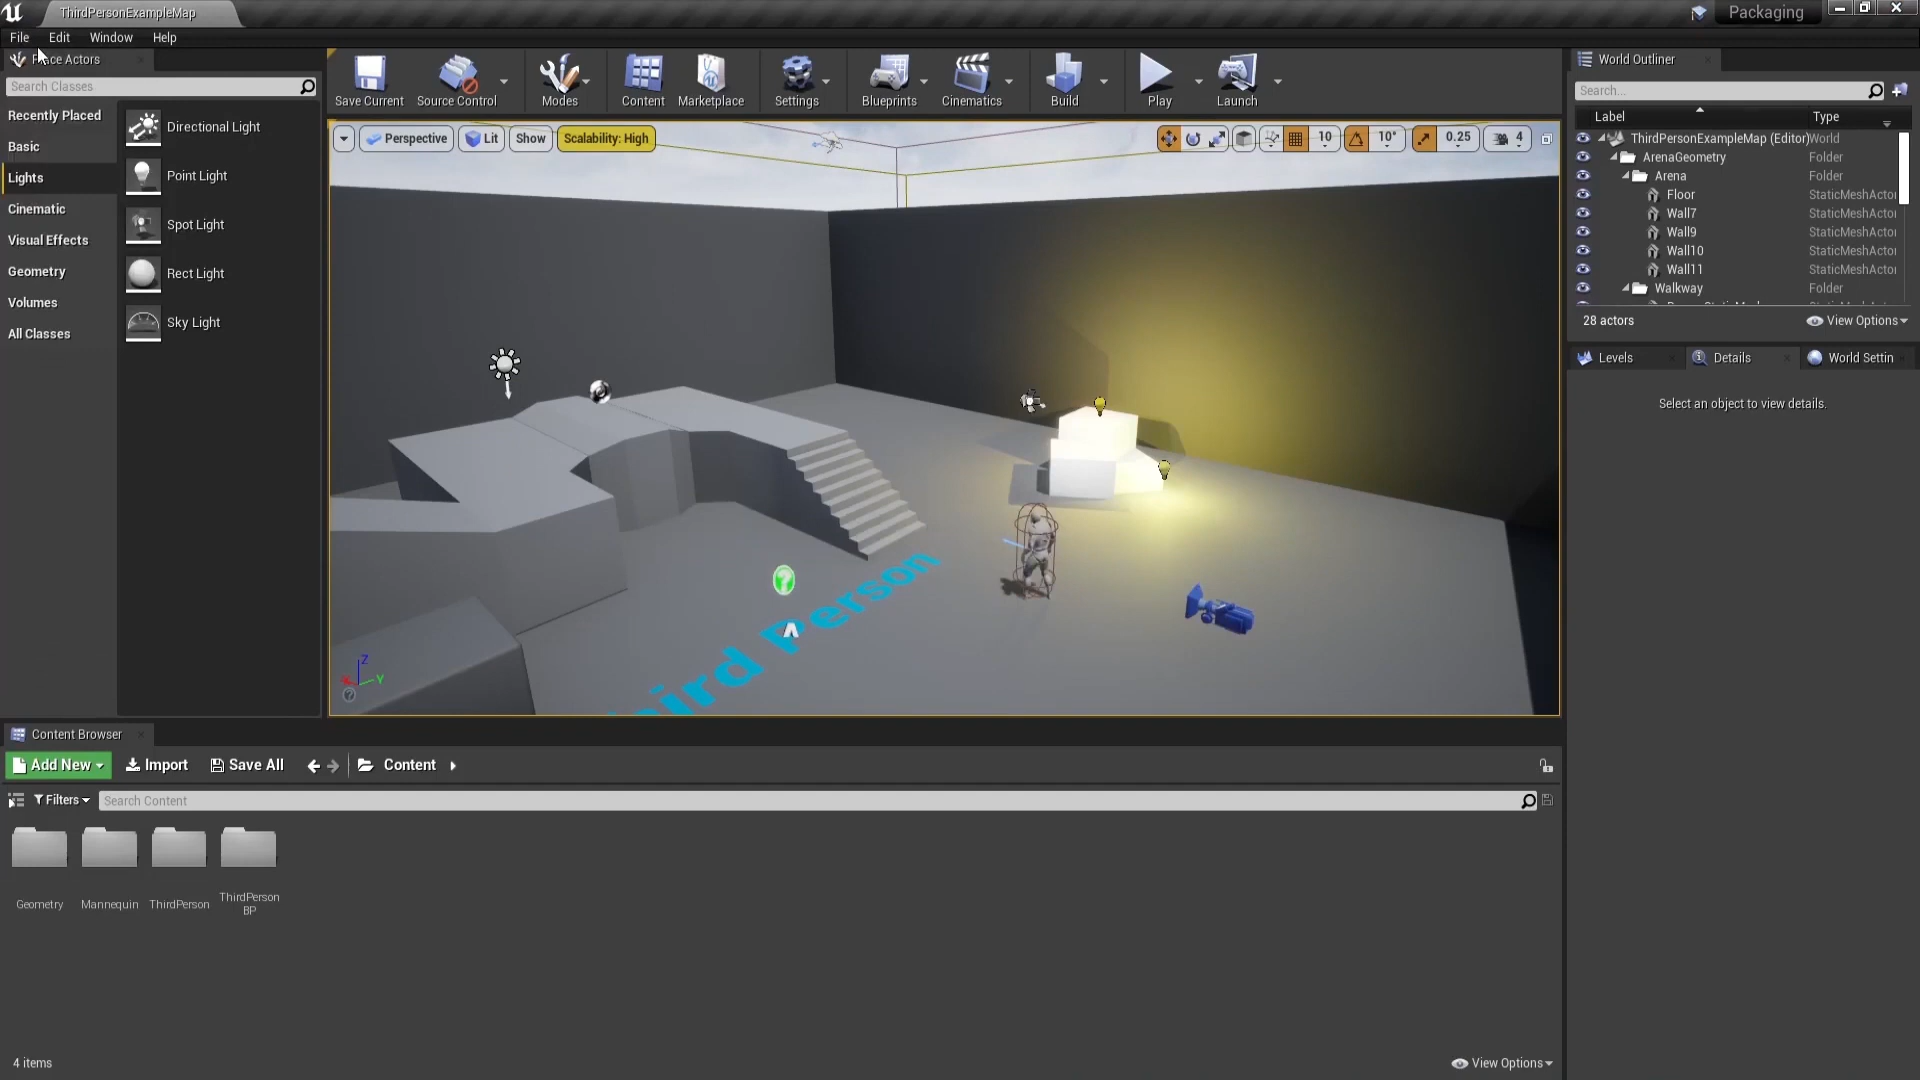 ThirdPersonExampleMap
Packaging
File Edit Window Help
Place Actors
Search Classes
Recently Placed
Basic
Lights
Cinematic
Visual Effects
Geometry
Volumes
All Classes
Directional Light
Point Light
Spot Light
Rect Light
Sky Light
Save Current Source Control Modes Content Marketplace Settings Blueprints Cinematics Build Play Launch
Perspective Lit Show Scalability: High
10 10° 0.25 4
Third Person
Z
X Y
World Outliner
Search...
Label Type
ThirdPersonExampleMap (Editor) World
ArenaGeometry Folder
Arena Folder
Floor StaticMeshActor
Wall7 StaticMeshActor
Wall9 StaticMeshActor
Wall10 StaticMeshActor
Wall11 StaticMeshActor
Walkway Folder
28 actors View Options
Levels Details World Settin
Select an object to view details.
Content Browser
Add New Import Save All Content
Filters Search Content
Geometry
Mannequin
ThirdPerson
ThirdPerson
BP
4 items View Options